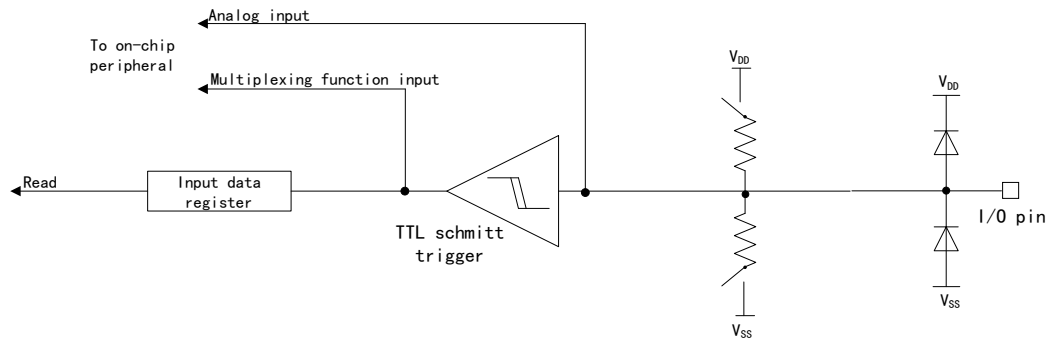 Analog input
To on-chip
peripheral
Multiplexing function input
VDD
VDD
Read
Input data
register
TTL schmitt
trigger
I/O pin
VSS
VSS